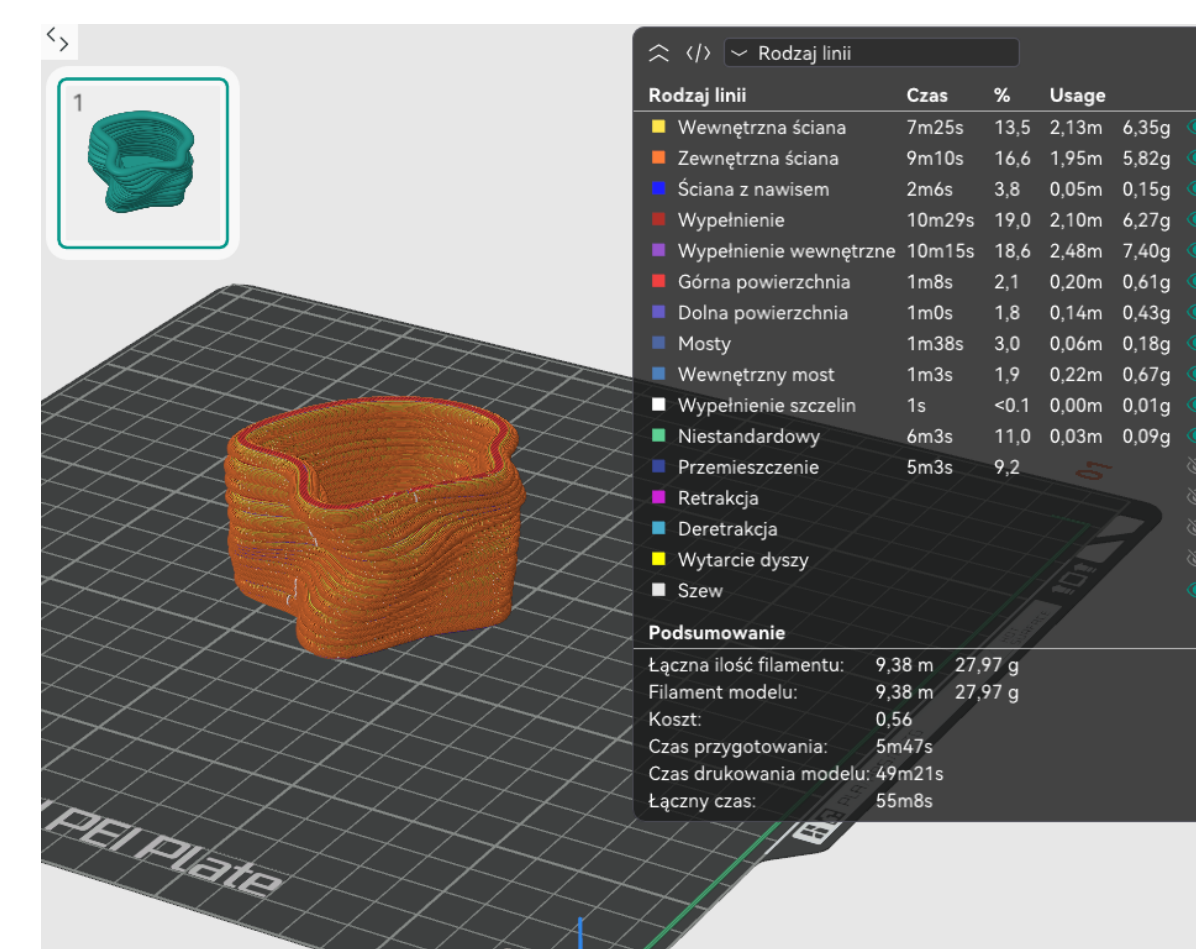 1
Rodzaj linii
Rodzaj linii Czas % Usage
Wewnętrzna ściana 7m25s 13,5 2,13m 6,35g
Zewnętrzna ściana 9m10s 16,6 1,95m 5,82g
Ściana z nawisem 2m6s 3,8 0,05m 0,15g
Wypełnienie 10m29s 19,0 2,10m 6,27g
Wypełnienie wewnętrzne 10m15s 18,6 2,48m 7,40g
Górna powierzchnia 1m8s 2,1 0,20m 0,61g
Dolna powierzchnia 1m0s 1,8 0,14m 0,43g
Mosty 1m38s 3,0 0,06m 0,18g
Wewnętrzny most 1m3s 1,9 0,22m 0,67g
Wypełnienie szczelin 1s <0.1 0,00m 0,01g
Niestandardowy 6m3s 11,0 0,03m 0,09g
Przemieszczenie 5m3s 9,2
Retrakcja
Deretrakcja
Wytarcie dyszy
Szew
Podsumowanie
Łączna ilość filamentu: 9,38 m 27,97 g
Filament modelu: 9,38 m 27,97 g
Koszt: 0,56
Czas przygotowania: 5m47s
Czas drukowania modelu: 49m21s
Łączny czas: 55m8s
01
PEI Plate